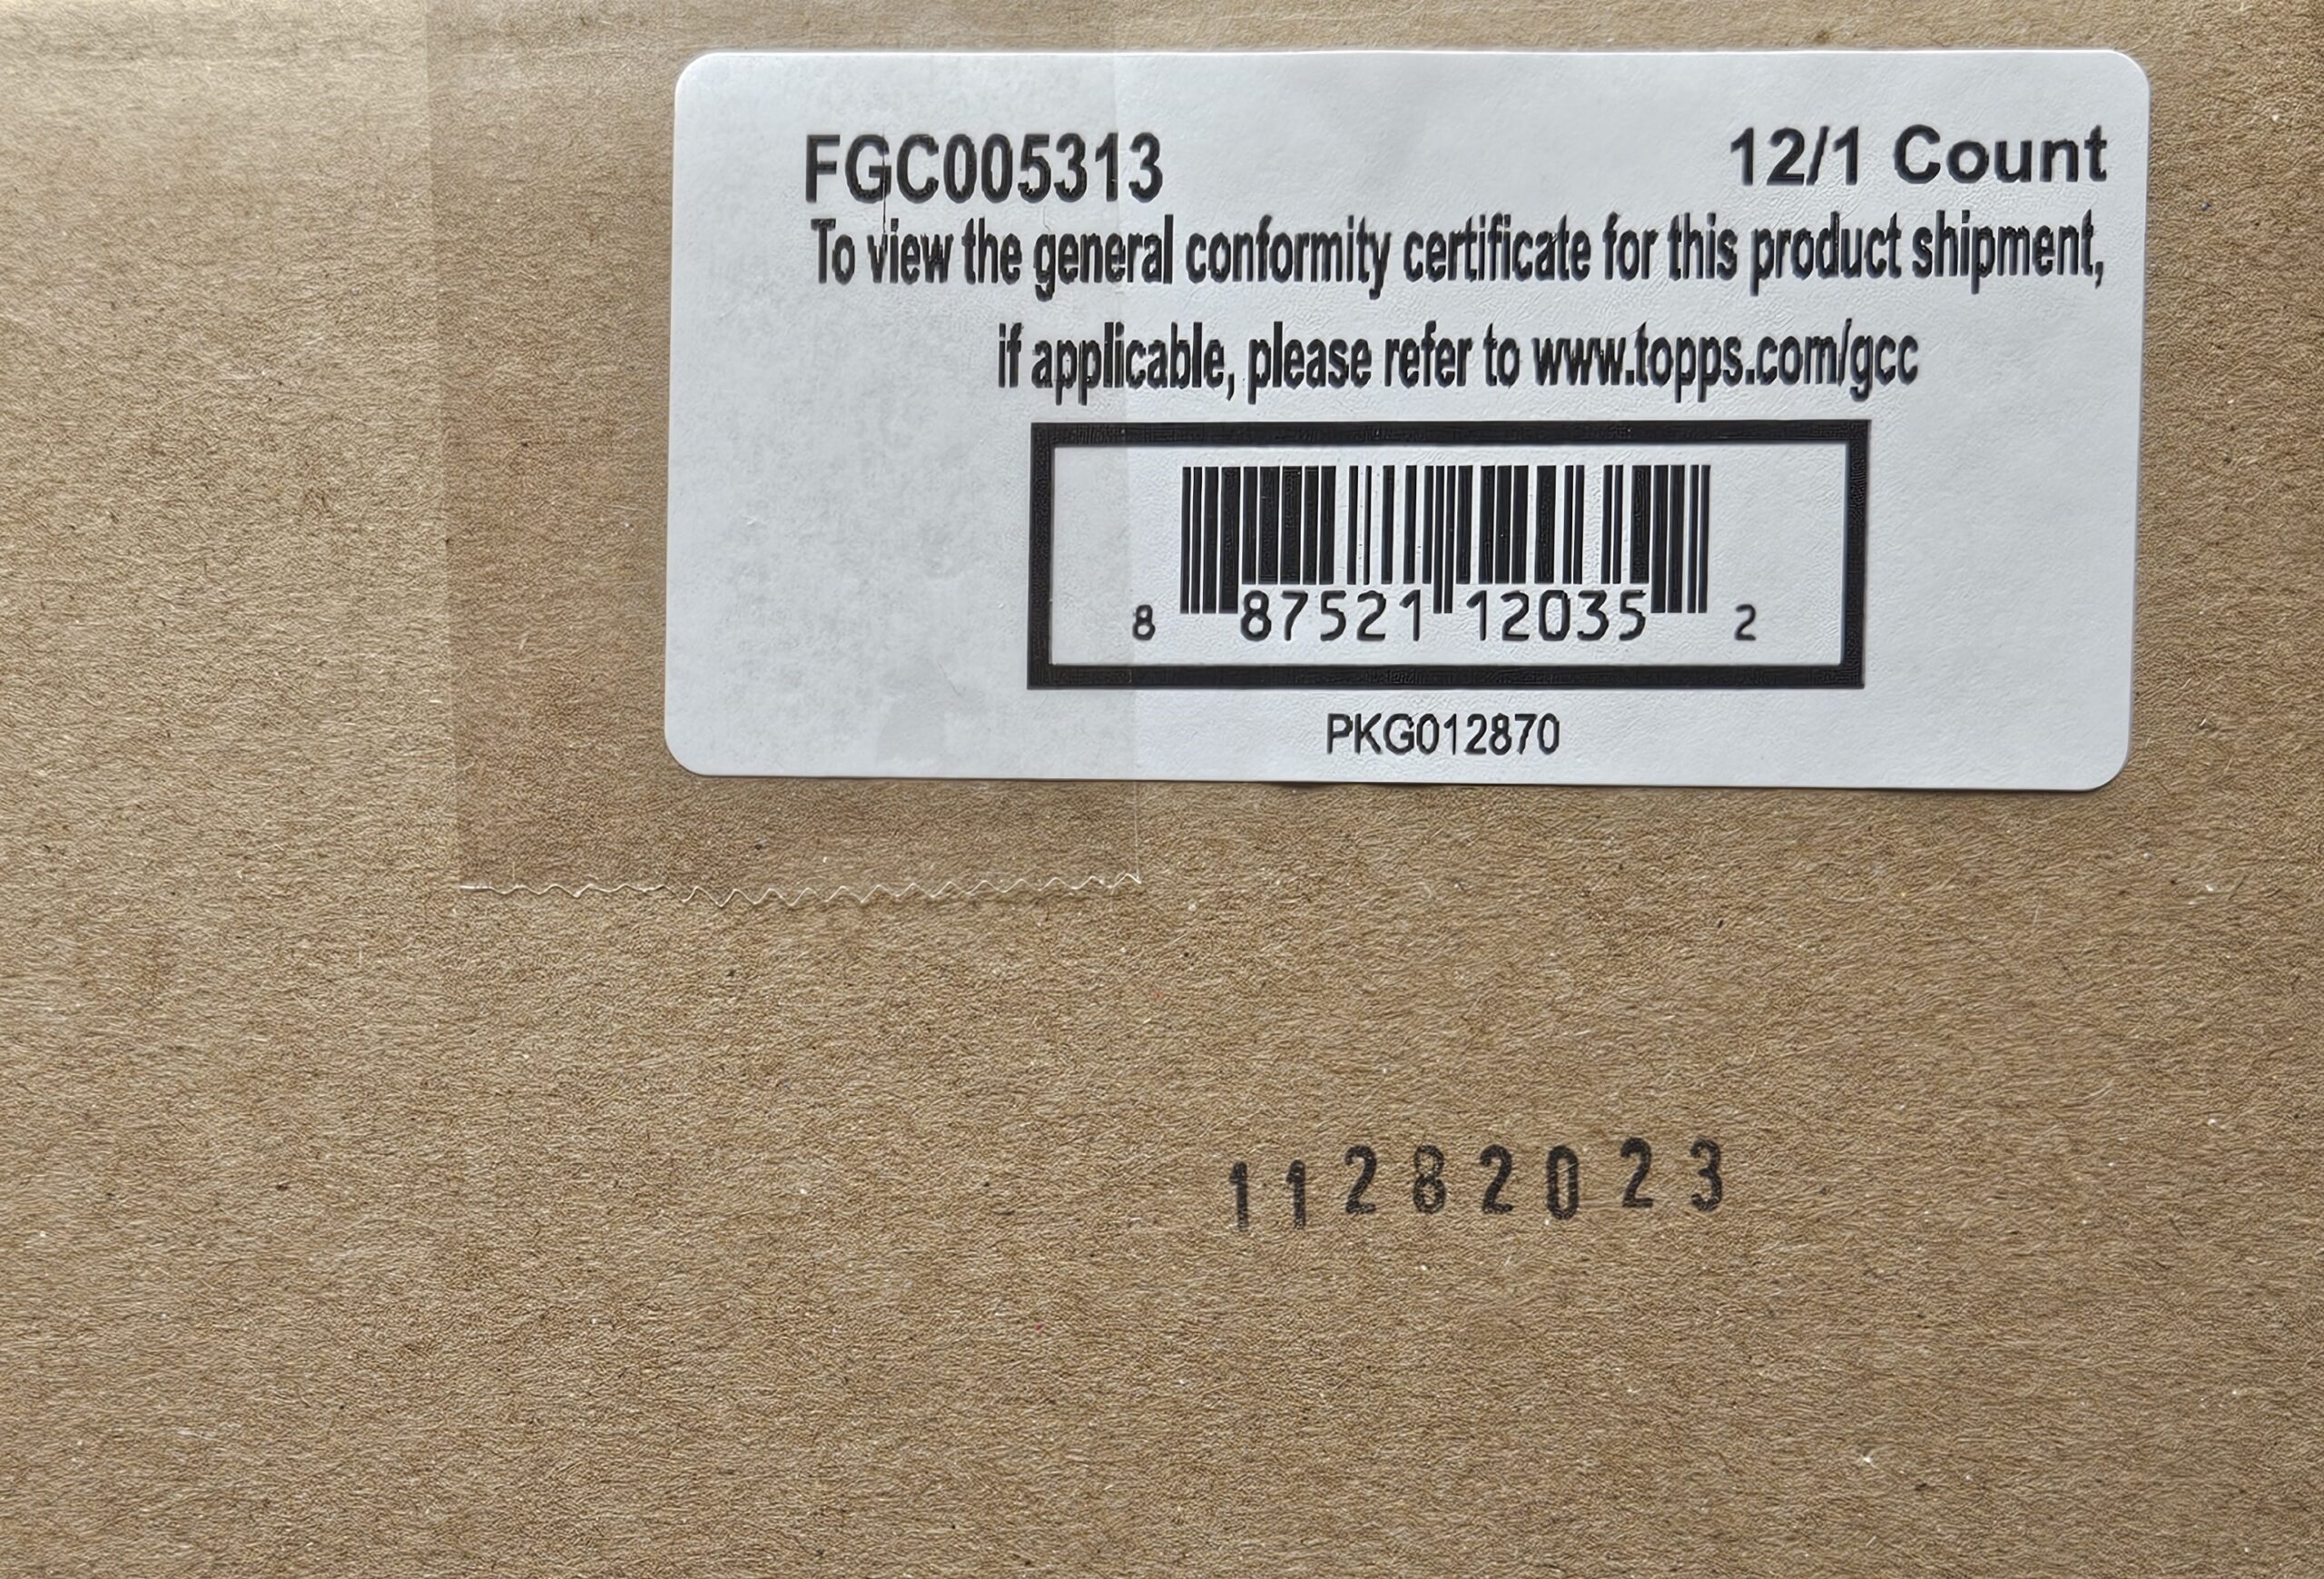 FGC005313 12/1 Count
To view the general conformity certificate for this product shipment,
if applicable, please refer to www.topps.com/gcc
8 87521 12035 2
PKG012870
11282023